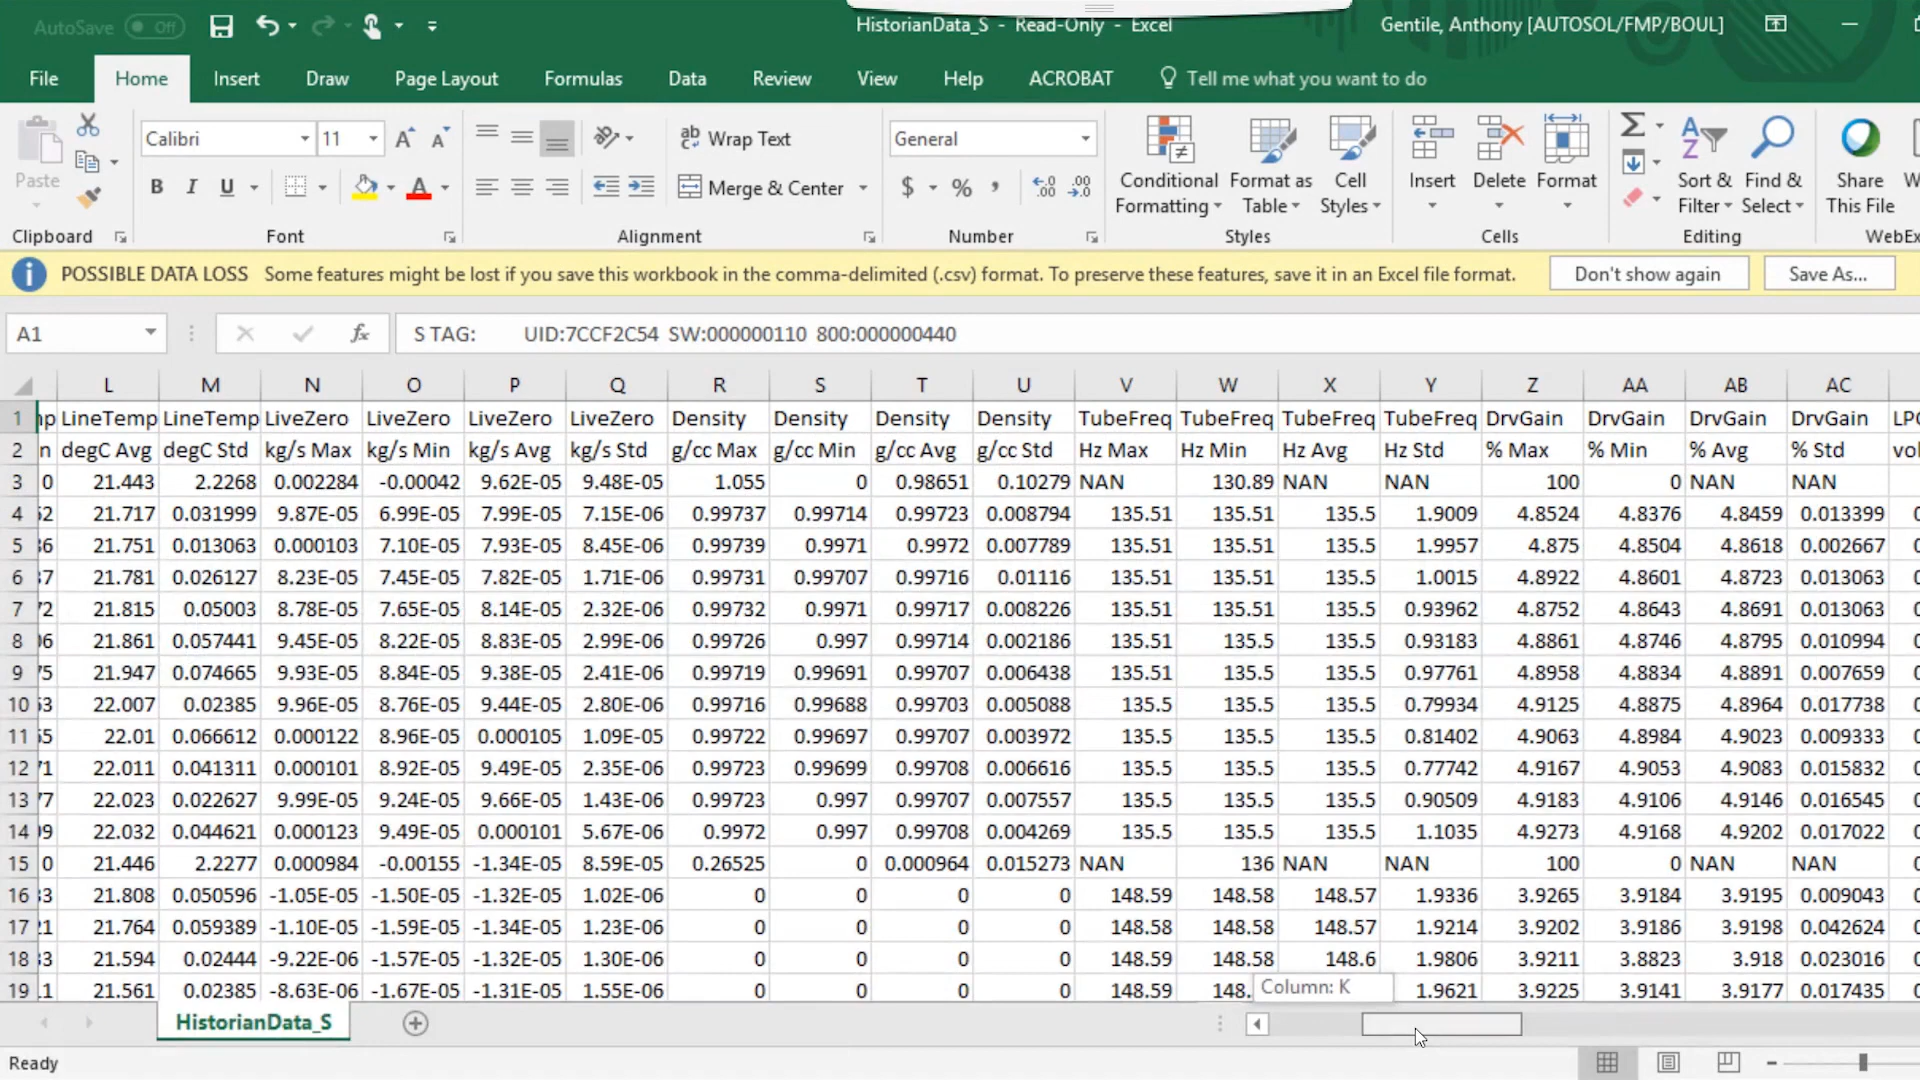 AutoSave Off HistorianData_S - Read-Only - Excel Gentile, Anthony [AUTOSOL/FMP/BOUL]
File Home Insert Draw Page Layout Formulas Data Review View Help ACROBAT Tell me what you want to do
Paste
Calibri 11
Wrap Text
Merge & Center
General
Conditional Formatting
Format as Table
Cell Styles
Insert
Delete
Format
Sort & Filter
Find & Select
Share This File
Clipboard Font Alignment Number Styles Cells Editing
POSSIBLE DATA LOSS Some features might be lost if you save this workbook in the comma-delimited (.csv) format. To preserve these features, save it in an Excel file format. Don't show again Save As...
A1 fx S TAG: UID:7CCF2C54 SW:000000110 800:000000440
L M N O P Q R S T U V W X Y Z AA AB AC
1 LineTemp LineTemp LiveZero LiveZero LiveZero LiveZero Density Density Density Density TubeFreq TubeFreq TubeFreq TubeFreq DrvGain DrvGain DrvGain DrvGain
2 degC Avg degC Std kg/s Max kg/s Min kg/s Avg kg/s Std g/cc Max g/cc Min g/cc Avg g/cc Std Hz Max Hz Min Hz Avg Hz Std % Max % Min % Avg % Std
3 0 21.443 2.2268 0.002284 -0.00042 9.62E-05 9.48E-05 1.055 0 0.98651 0.10279 NAN 130.89 NAN NAN 100 0 NAN NAN
4 21.717 0.031999 9.87E-05 6.99E-05 7.99E-05 7.15E-06 0.99737 0.99714 0.99723 0.008794 135.51 135.51 135.5 1.9009 4.8524 4.8376 4.8459 0.013399
5 21.751 0.013063 0.000103 7.10E-05 7.93E-05 8.45E-06 0.99739 0.9971 0.9972 0.007789 135.51 135.51 135.5 1.9957 4.875 4.8504 4.8618 0.002667
6 21.781 0.026127 8.23E-05 7.45E-05 7.82E-05 1.71E-06 0.99731 0.99707 0.99716 0.01116 135.51 135.51 135.5 1.0015 4.8922 4.8601 4.8723 0.013063
7 21.815 0.05003 8.78E-05 7.65E-05 8.14E-05 2.32E-06 0.99732 0.9971 0.99717 0.008226 135.51 135.51 135.5 0.93962 4.8752 4.8643 4.8691 0.013063
8 21.861 0.057441 9.45E-05 8.22E-05 8.83E-05 2.99E-06 0.99726 0.997 0.99714 0.002186 135.51 135.5 135.5 0.93183 4.8861 4.8746 4.8795 0.010994
9 21.947 0.074665 9.93E-05 8.84E-05 9.38E-05 2.41E-06 0.99719 0.99691 0.99707 0.006438 135.51 135.5 135.5 0.97761 4.8958 4.8834 4.8891 0.007659
10 22.007 0.02385 9.96E-05 8.76E-05 9.44E-05 2.80E-06 0.99716 0.99688 0.99703 0.005088 135.5 135.5 135.5 0.79934 4.9125 4.8875 4.8964 0.017738
11 22.01 0.066612 0.000122 8.96E-05 0.000105 1.09E-05 0.99722 0.99697 0.99707 0.003972 135.5 135.5 135.5 0.81402 4.9063 4.8984 4.9023 0.009333
12 22.011 0.041311 0.000101 8.92E-05 9.49E-05 2.35E-06 0.99723 0.99699 0.99708 0.006616 135.5 135.5 135.5 0.77742 4.9167 4.9053 4.9083 0.015832
13 22.023 0.022627 9.99E-05 9.24E-05 9.66E-05 1.43E-06 0.99723 0.997 0.99707 0.007557 135.5 135.5 135.5 0.90509 4.9183 4.9106 4.9146 0.016545
14 22.032 0.044621 0.000123 9.49E-05 0.000101 5.67E-06 0.9972 0.997 0.99708 0.004269 135.5 135.5 135.5 1.1035 4.9273 4.9168 4.9202 0.017022
15 0 21.446 2.2277 0.000984 -0.00155 -1.34E-05 8.59E-05 0.26525 0 0.000964 0.015273 NAN 136 NAN NAN 100 0 NAN NAN
16 21.808 0.050596 -1.05E-05 -1.50E-05 -1.32E-05 1.02E-06 0 0 0 0 148.59 148.58 148.57 1.9336 3.9265 3.9184 3.9195 0.009043
17 21.764 0.059389 -1.10E-05 -1.59E-05 -1.34E-05 1.23E-06 0 0 0 0 148.58 148.58 148.57 1.9214 3.9202 3.9186 3.9198 0.042624
18 21.594 0.02444 -9.22E-06 -1.57E-05 -1.32E-05 1.30E-06 0 0 0 0 148.59 148.58 148.6 1.9806 3.9211 3.8823 3.918 0.023016
19 21.561 0.02385 -8.63E-06 -1.67E-05 -1.31E-05 1.55E-06 0 0 0 0 148.59 148. Column: K 1.9621 3.9225 3.9141 3.9177 0.017435
HistorianData_S
Ready